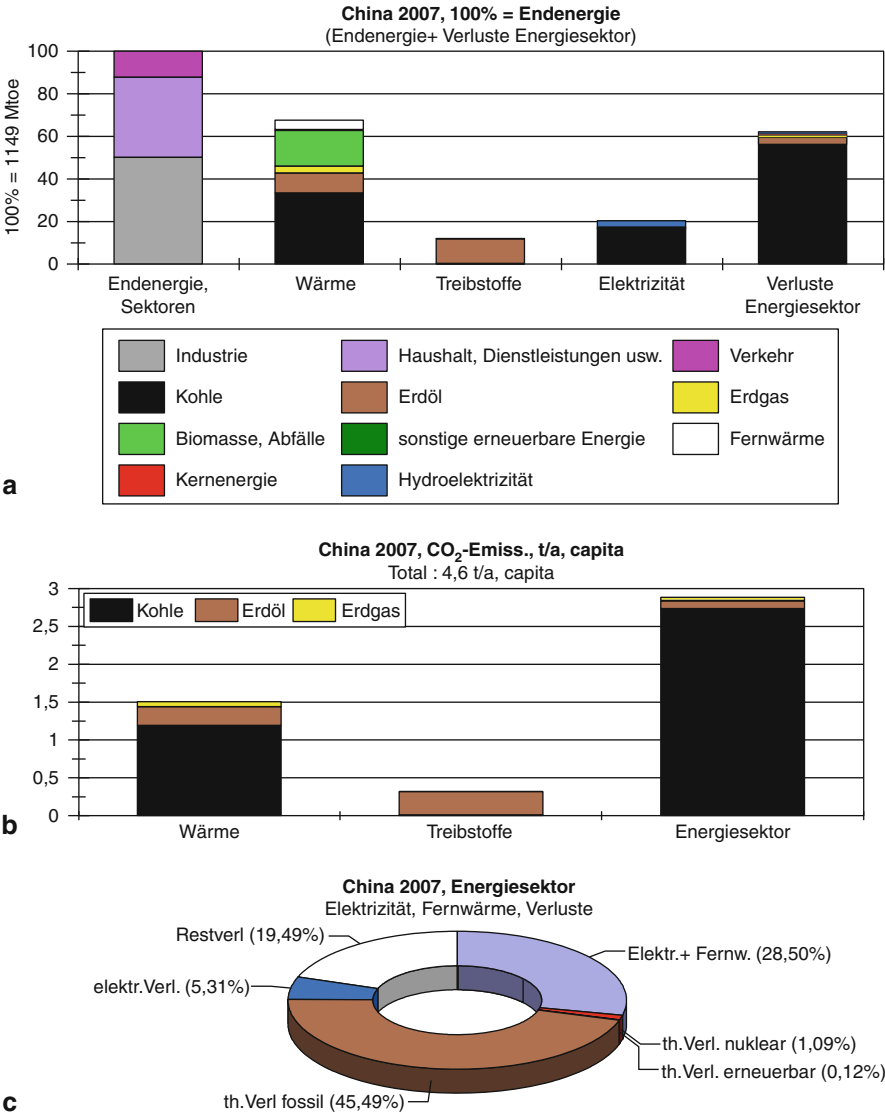 China 2007, 100% = Endenergie
(Endenergie+ Verluste Energiesektor)
100% = 1149 Mtoe
100
80
60
40
20
0
Endenergie, Sektoren
Wärme
Treibstoffe
Elektrizität
Verluste Energiesektor
Industrie
Haushalt, Dienstleistungen usw.
Verkehr
Kohle
Erdöl
Erdgas
Biomasse, Abfälle
sonstige erneuerbare Energie
Fernwärme
Kernenergie
Hydroelektrizität
a
China 2007, CO₂-Emiss., t/a, capita
Total : 4,6 t/a, capita
3
2,5
2
1,5
1
0,5
0
Kohle
Erdöl
Erdgas
Wärme
Treibstoffe
Energiesektor
b
China 2007, Energiesektor
Elektrizität, Fernwärme, Verluste
Restverl (19,49%)
Elektr.+ Fernw. (28,50%)
elektr.Verl. (5,31%)
th.Verl. nuklear (1,09%)
th.Verl. erneuerbar (0,12%)
th.Verl fossil (45,49%)
c